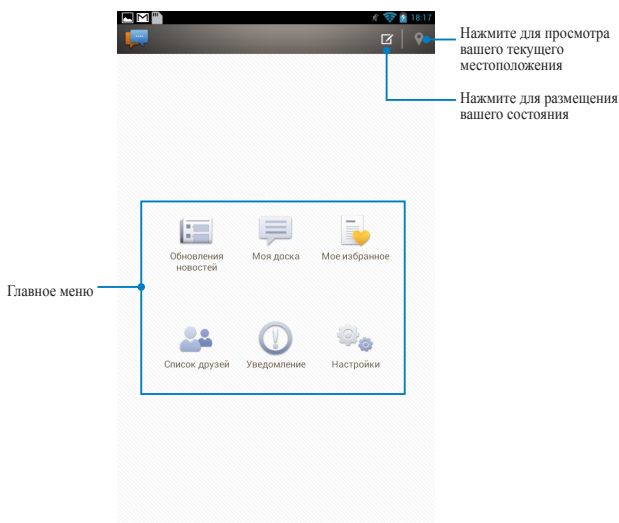 18:17
Нажмите для просмотра
вашего текущего
местоположения
Нажмите для размещения
вашего состояния
Обновления
новостей
Моя доска
Мое избранное
Главное меню
Список друзей
Уведомление
Настройки